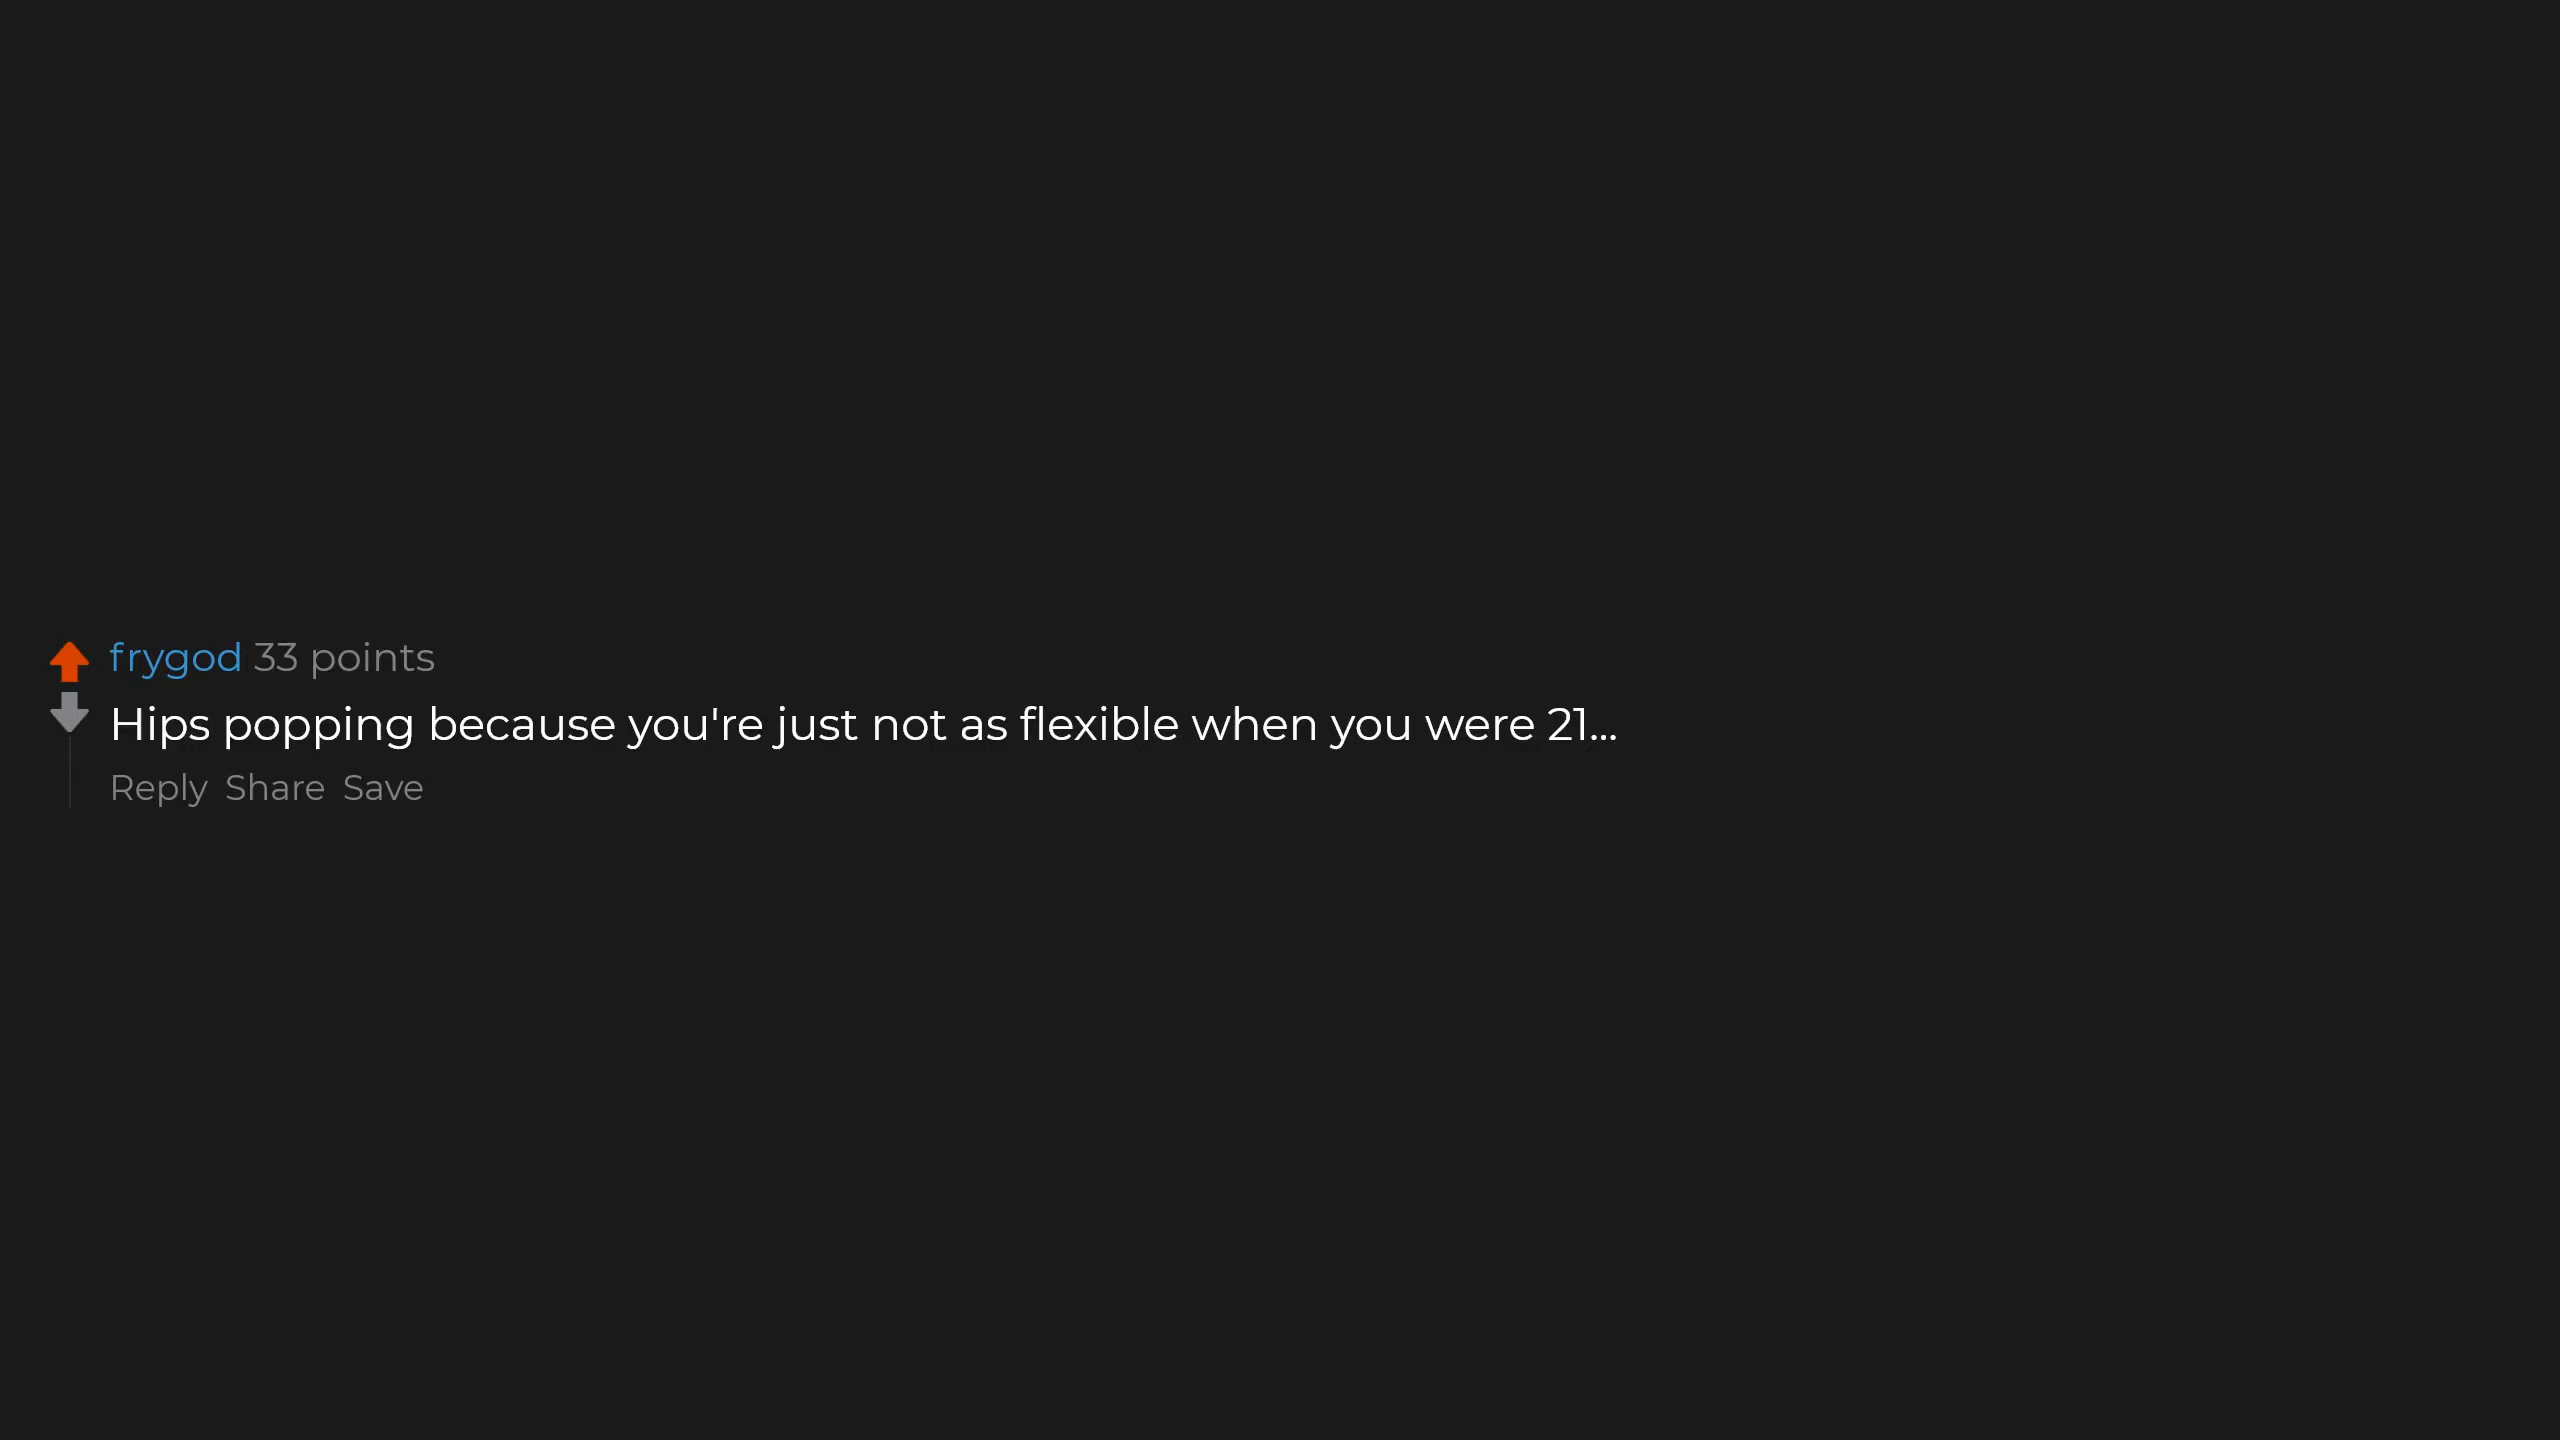 frygod 33 points
Hips popping because you're just not as flexible when you were 21...
Reply Share Save